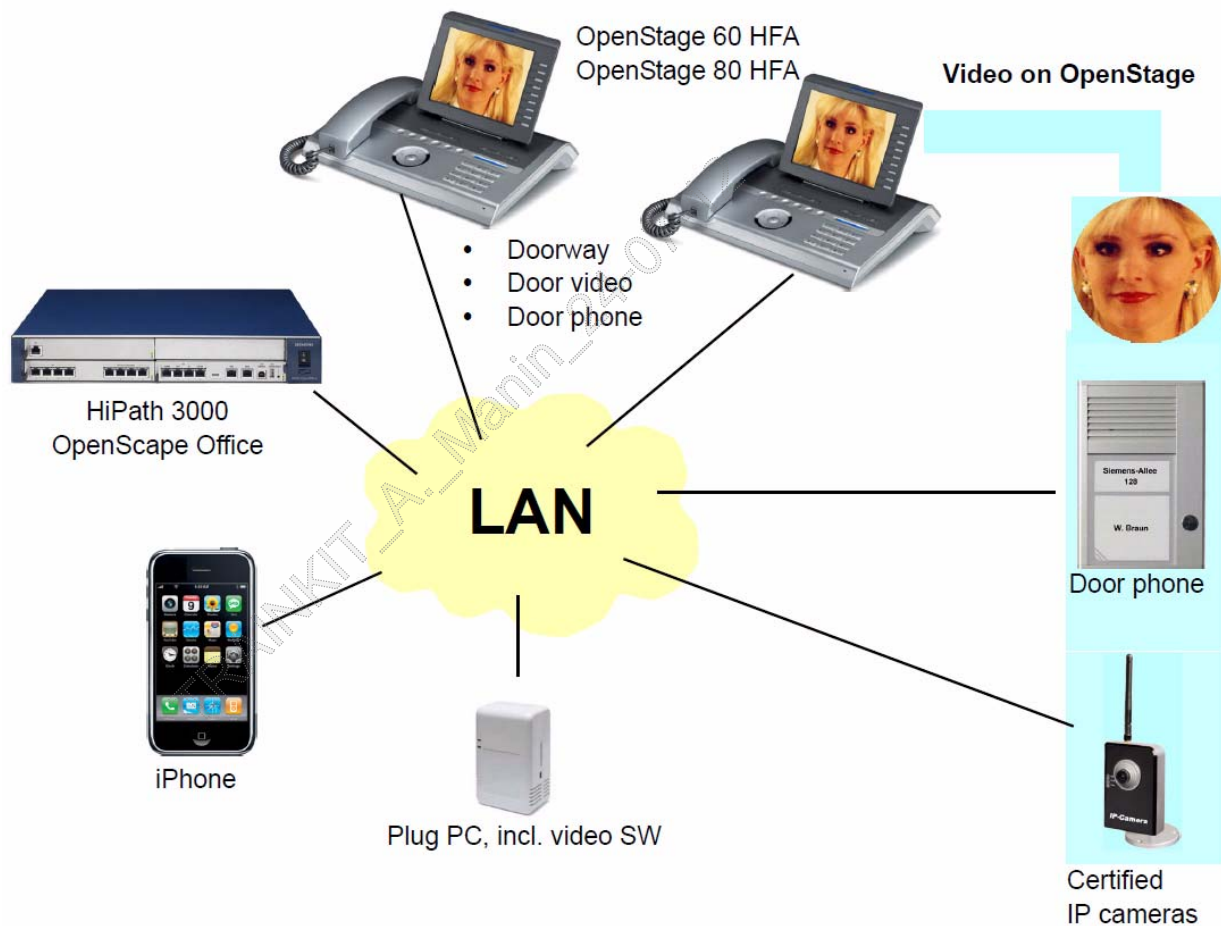 OpenStage 60 HFA
OpenStage 80 HFA
Video on OpenStage
• Doorway
• Door video
• Door phone
HiPath 3000
OpenScape Office
LAN
Siemens-Allee
128
W. Braun
Door phone
iPhone
Plug PC, incl. video SW
IP-Camera
Certified
IP cameras